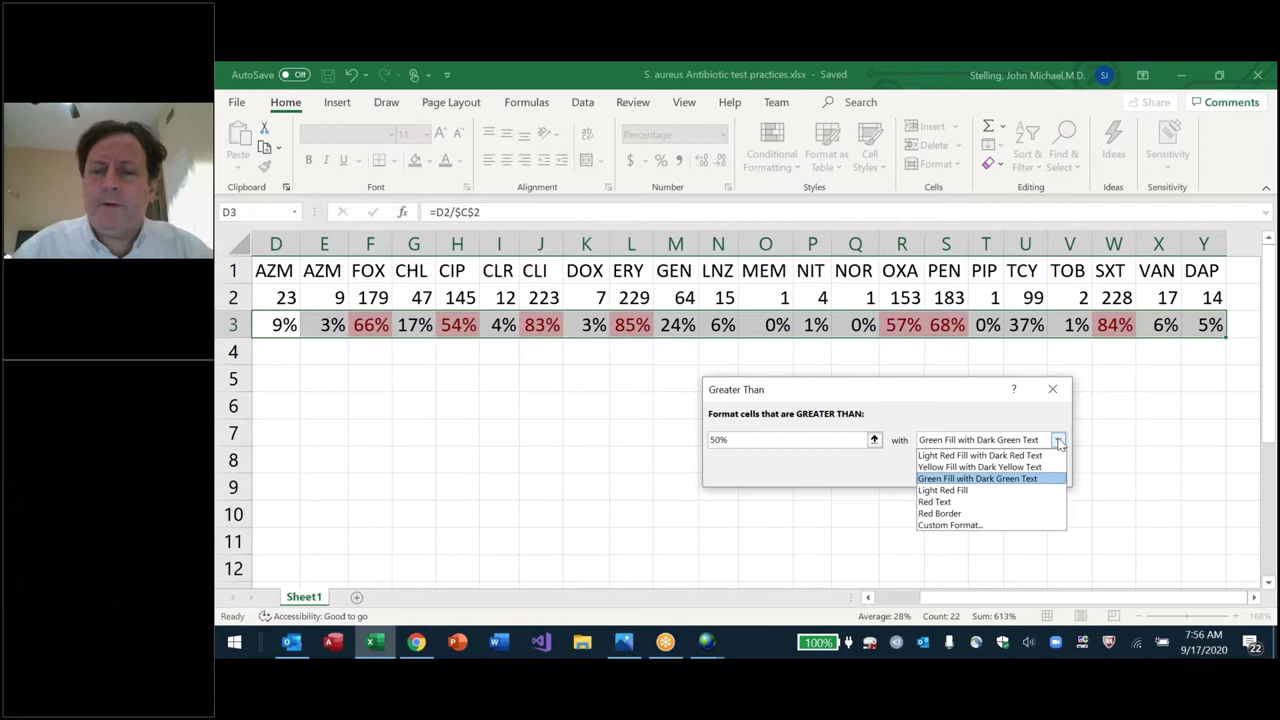 AutoSave Off S. aureus Antibiotic test practices.xlsx - Saved Stelling, John Michael,M.D. SJ
File Home Insert Draw Page Layout Formulas Data Review View Help Team Search Share Comments
Paste 11 B I U A Percentage $ % Conditional Formatting Format as Table Cell Styles Insert Delete Format Sort & Filter Find & Select Ideas Sensitivity
Clipboard Font Alignment Number Styles Cells Editing Ideas Sensitivity
D3 fx =D2/$C$2
D E F G H I J K L M N O P Q R S T U V W X Y
1 AZM AZM FOX CHL CIP CLR CLI DOX ERY GEN LNZ MEM NIT NOR OXA PEN PIP TCY TOB SXT VAN DAP
2 23 9 179 47 145 12 223 7 229 64 15 1 4 1 153 183 1 99 2 228 17 14
3 9% 3% 66% 17% 54% 4% 83% 3% 85% 24% 6% 0% 1% 0% 57% 68% 0% 37% 1% 84% 6% 5%
4
5
6
7
8
9
10
11
12
Greater Than ?
Format cells that are GREATER THAN:
50% with Green Fill with Dark Green Text
Light Red Fill with Dark Red Text
Yellow Fill with Dark Yellow Text
Green Fill with Dark Green Text
Light Red Fill
Red Text
Red Border
Custom Format...
Sheet1
Ready Accessibility: Good to go Average: 28% Count: 22 Sum: 613% 168%
100% 7:56 AM
9/17/2020 22